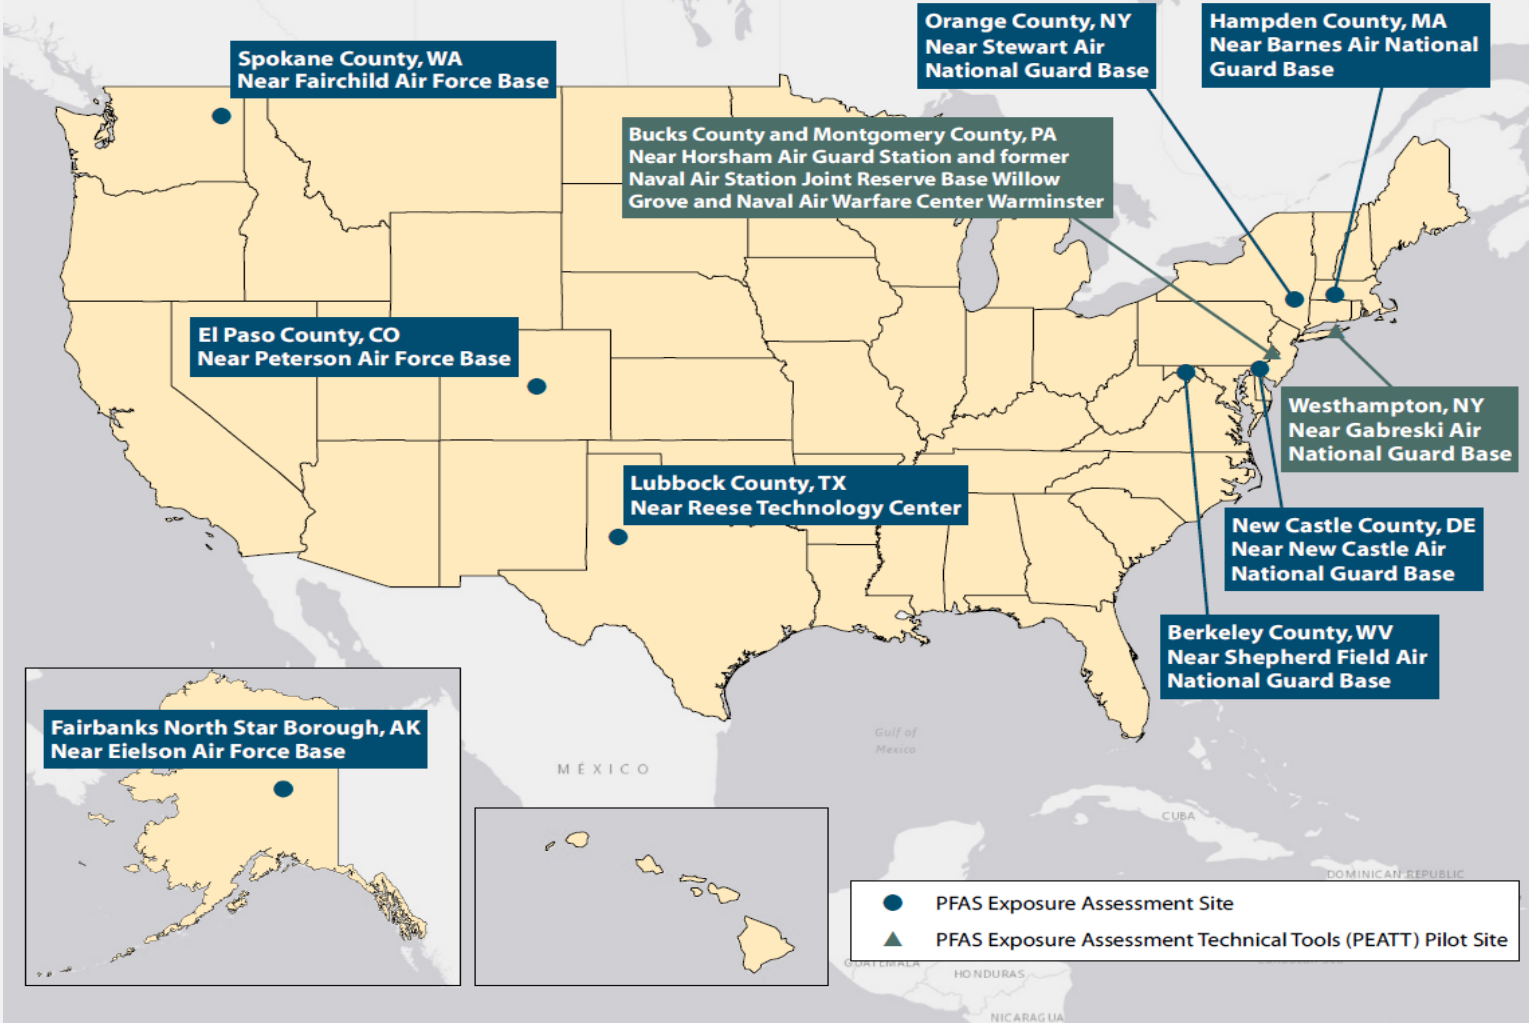 Orange County, NY
Near Stewart Air
National Guard Base
Hampden County, MA
Near Barnes Air National
Guard Base
Spokane County, WA
Near Fairchild Air Force Base
Bucks County and Montgomery County, PA
Near Horsham Air Guard Station and former
Naval Air Station Joint Reserve Base Willow
Grove and Naval Air Warfare Center Warminster
El Paso County, CO
Near Peterson Air Force Base
Westhampton, NY
Near Gabreski Air
National Guard Base
Lubbock County, TX
Near Reese Technology Center
New Castle County, DE
Near New Castle Air
National Guard Base
Berkeley County, WV
Near Shepherd Field Air
National Guard Base
Fairbanks North Star Borough, AK
Near Eielson Air Force Base
Gulf of
Mexico
MÉXICO
CUBA
DOMINICAN REPUBLIC
PFAS Exposure Assessment Site
PFAS Exposure Assessment Technical Tools (PEATT) Pilot Site
GUATEMALA
HONDURAS
NICARAGUA